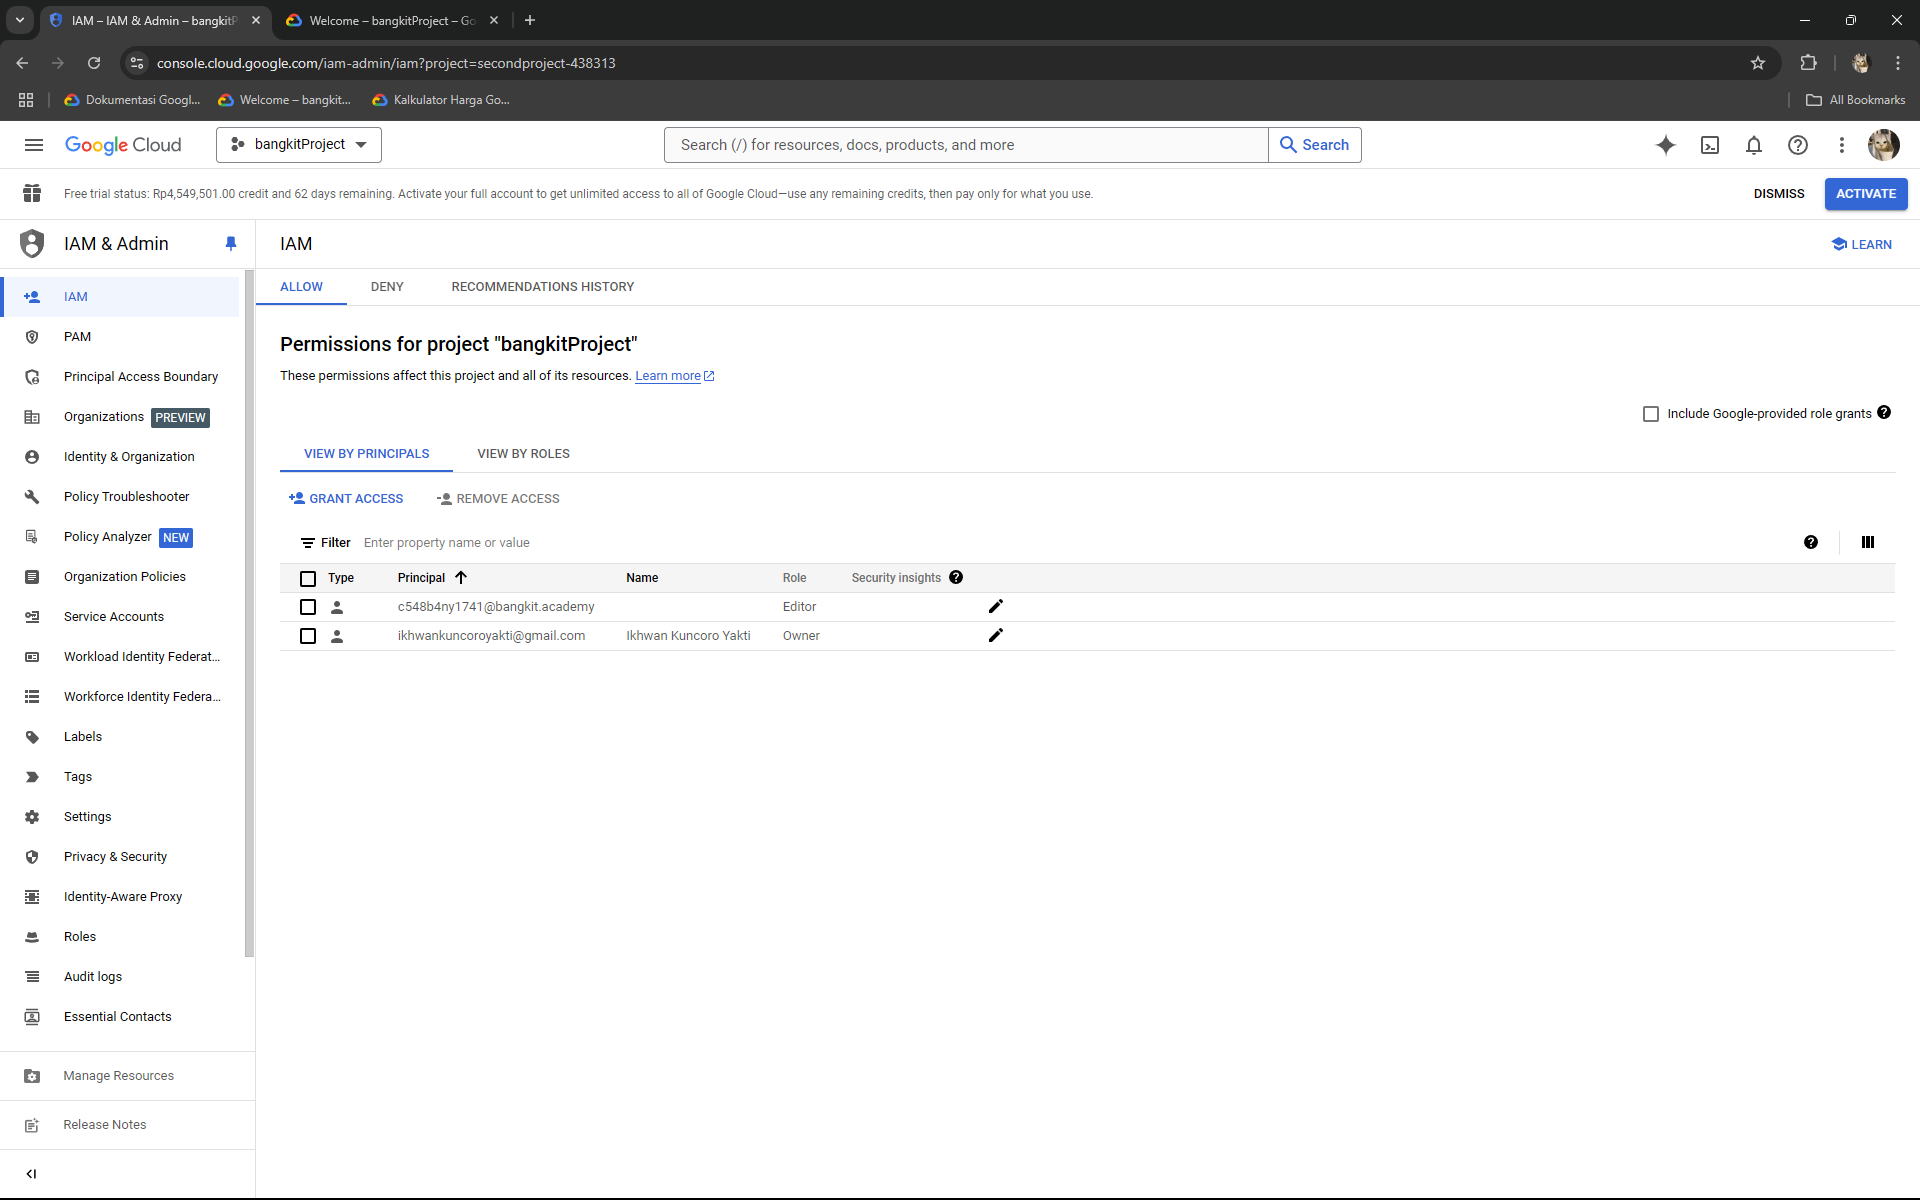 IAM – IAM & Admin – bangkitP
Welcome – bangkitProject – Go
console.cloud.google.com/iam-admin/iam?project=secondproject-438313
Dokumentasi Googl...
Welcome – bangkit...
Kalkulator Harga Go...
All Bookmarks
Google Cloud
bangkitProject
Search (/) for resources, docs, products, and more
Search
Free trial status: Rp4,549,501.00 credit and 62 days remaining. Activate your full account to get unlimited access to all of Google Cloud—use any remaining credits, then pay only for what you use.
DISMISS
ACTIVATE
IAM & Admin
IAM
LEARN
IAM
PAM
Principal Access Boundary
Organizations PREVIEW
Identity & Organization
Policy Troubleshooter
Policy Analyzer NEW
Organization Policies
Service Accounts
Workload Identity Federat...
Workforce Identity Federa...
Labels
Tags
Settings
Privacy & Security
Identity-Aware Proxy
Roles
Audit logs
Essential Contacts
Manage Resources
Release Notes
ALLOW
DENY
RECOMMENDATIONS HISTORY
Permissions for project "bangkitProject"
These permissions affect this project and all of its resources. Learn more
Include Google-provided role grants
VIEW BY PRINCIPALS
VIEW BY ROLES
GRANT ACCESS
REMOVE ACCESS
Filter Enter property name or value
Type Principal Name Role Security insights
c548b4ny1741@bangkit.academy Editor
ikhwankuncoroyakti@gmail.com Ikhwan Kuncoro Yakti Owner